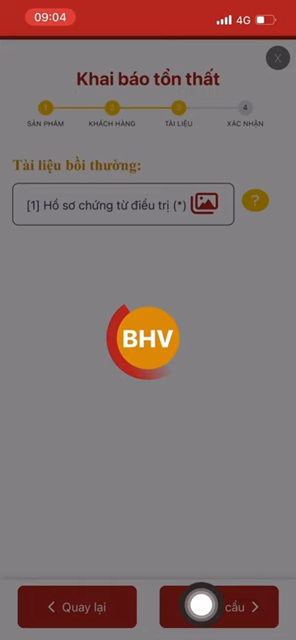 09:04
4G
X
Khai báo tổn thất
1 2 3 4
SẢN PHẨM KHÁCH HÀNG TÀI LIỆU XÁC NHẬN
Tài liệu bồi thường:
[1] Hồ sơ chứng từ điều trị (*) ?
BHV
Quay lại cầu